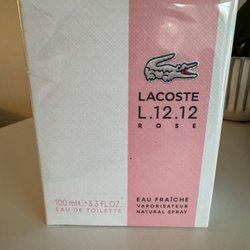 LACOSTE
L.12.12
ROSE
100 ml ℮ 3.3 FL.OZ.
EAU DE TOILETTE
EAU FRAÎCHE
VAPORISATEUR
NATURAL SPRAY